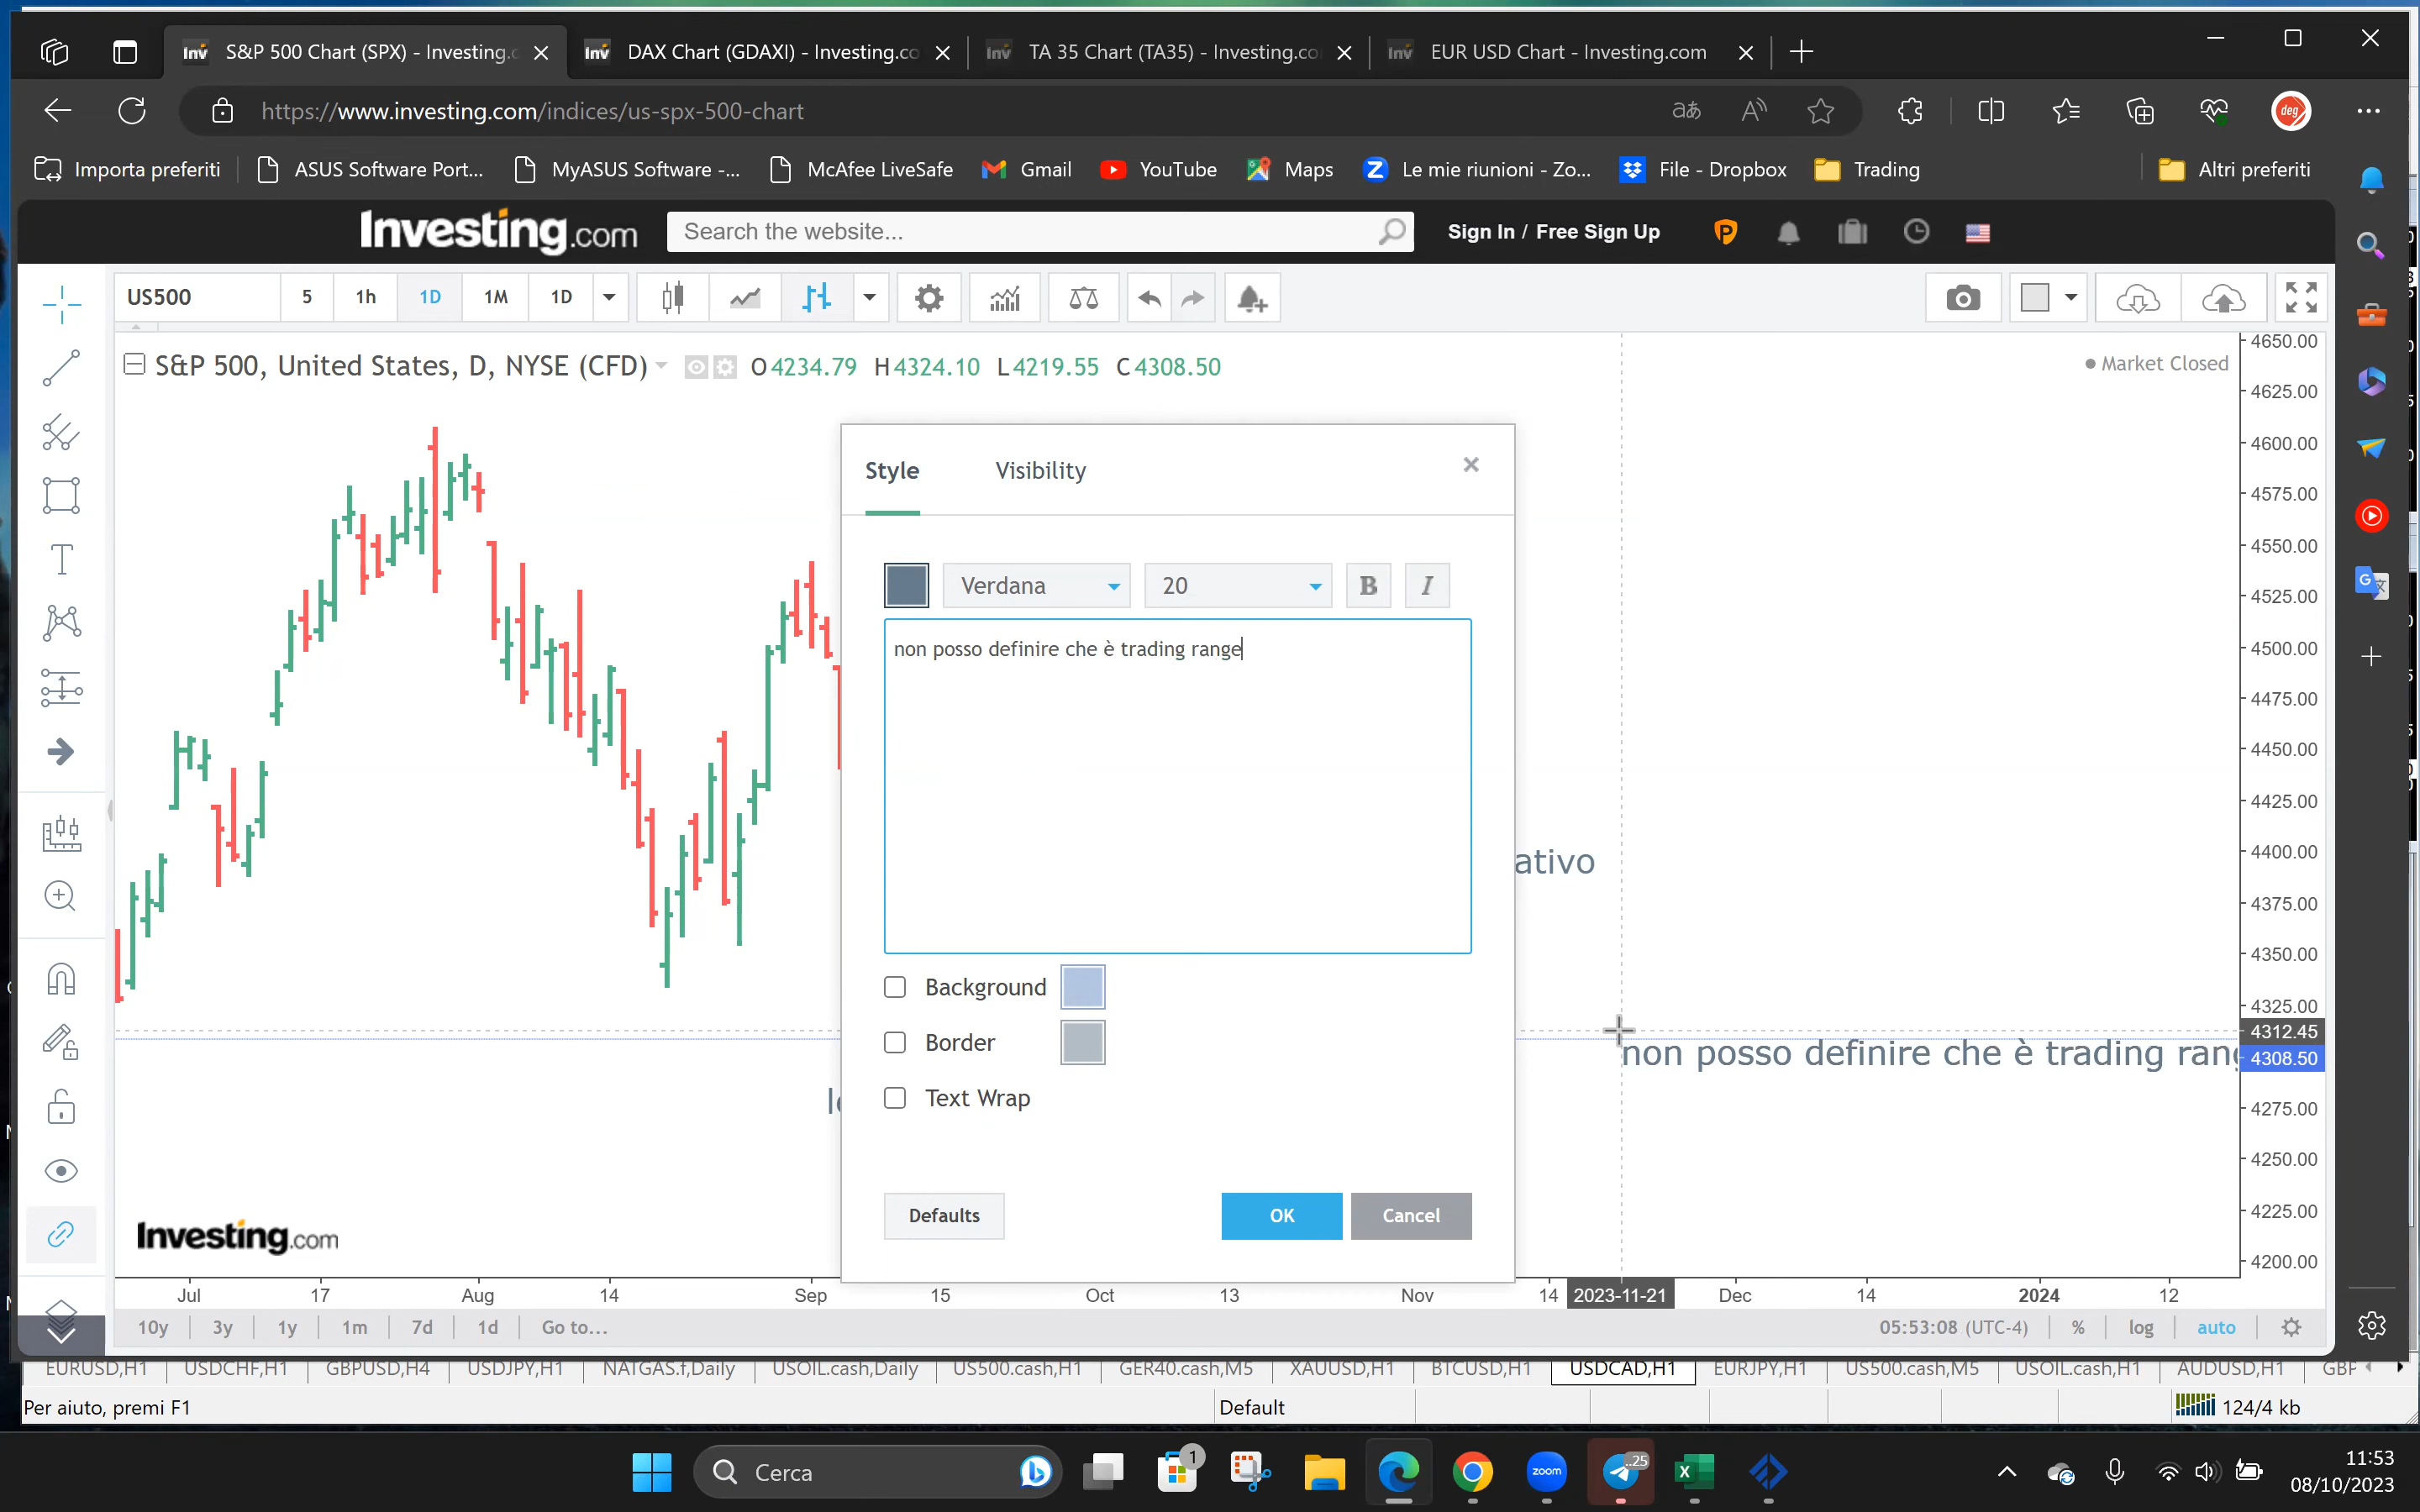 S&P 500 Chart (SPX) - Investing.c
DAX Chart (GDAXI) - Investing.co
TA 35 Chart (TA35) - Investing.co
EUR USD Chart - Investing.com
https://www.investing.com/indices/us-spx-500-chart
deg
Importa preferiti
ASUS Software Port...
MyASUS Software -...
McAfee LiveSafe
Gmail
YouTube
Maps
Le mie riunioni - Zo...
File - Dropbox
Trading
Altri preferiti
Investing.com
Search the website...
Sign In / Free Sign Up
US500
5
1h
1D
1M
1D
S&P 500, United States, D, NYSE (CFD)
O4234.79 H4324.10 L4219.55 C4308.50
Market Closed
Style
Visibility
Verdana
20
B
I
non posso definire che è trading range
Background
Border
Text Wrap
Defaults
OK
Cancel
ativo
non posso definire che è trading rang
4650.00
4625.00
4600.00
4575.00
4550.00
4525.00
4500.00
4475.00
4450.00
4425.00
4400.00
4375.00
4350.00
4325.00
4312.45
4308.50
4275.00
4250.00
4225.00
4200.00
Investing.com
Jul
17
Aug
14
Sep
15
Oct
13
Nov
14
2023-11-21
Dec
14
2024
12
10y
3y
1y
1m
7d
1d
Go to...
05:53:08 (UTC-4)
%
log
auto
EURUSD,H1
USDCHF,H1
GBPUSD,H4
USDJPY,H1
NATGAS.f,Daily
USOIL.cash,Daily
US500.cash,H1
GER40.cash,M5
XAUUSD,H1
BTCUSD,H1
USDCAD,H1
EURJPY,H1
US500.cash,M5
USOIL.cash,H1
AUDUSD,H1
GBP
Per aiuto, premi F1
Default
124/4 kb
Cerca
1
zoom
..25
11:53
08/10/2023